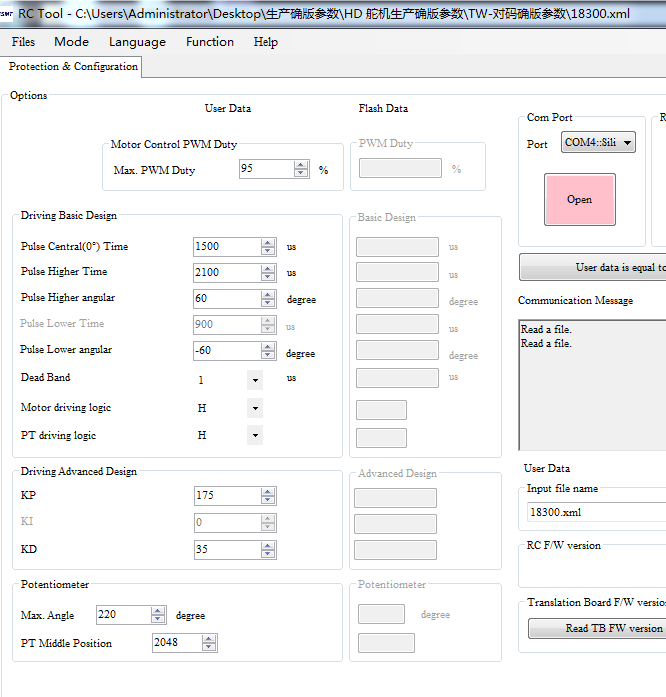 RC Tool - C:\Users\Administrator\Desktop\生产确版参数\HD 舵机生产确版参数\TW-对码确版参数\18300.xml
Files Mode Language Function Help
Protection & Configuration
Options
User Data Flash Data
Motor Control PWM Duty
Max. PWM Duty 95 %
PWM Duty
%
Driving Basic Design
Pulse Central(0°) Time 1500 us
Pulse Higher Time 2100 us
Pulse Higher angular 60 degree
Pulse Lower Time 900 us
Pulse Lower angular -60 degree
Dead Band 1 us
Motor driving logic H
PT driving logic H
Basic Design
us
us
degree
us
degree
us
Driving Advanced Design
KP 175
KI 0
KD 35
Advanced Design
Potentiometer
Max. Angle 220 degree
PT Middle Position 2048
Potentiometer
degree
Com Port
Port COM4::Sili
Open
R
User data is equal to
Communication Message
Read a file.
Read a file.
User Data
Input file name
18300.xml
RC F/W version
Translation Board F/W version
Read TB FW version